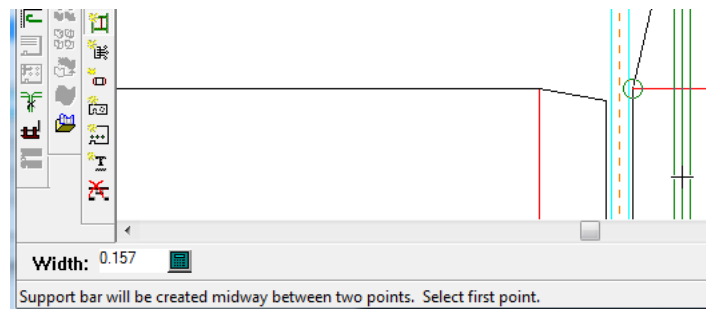 Width: 0.157
Support bar will be created midway between two points. Select first point.